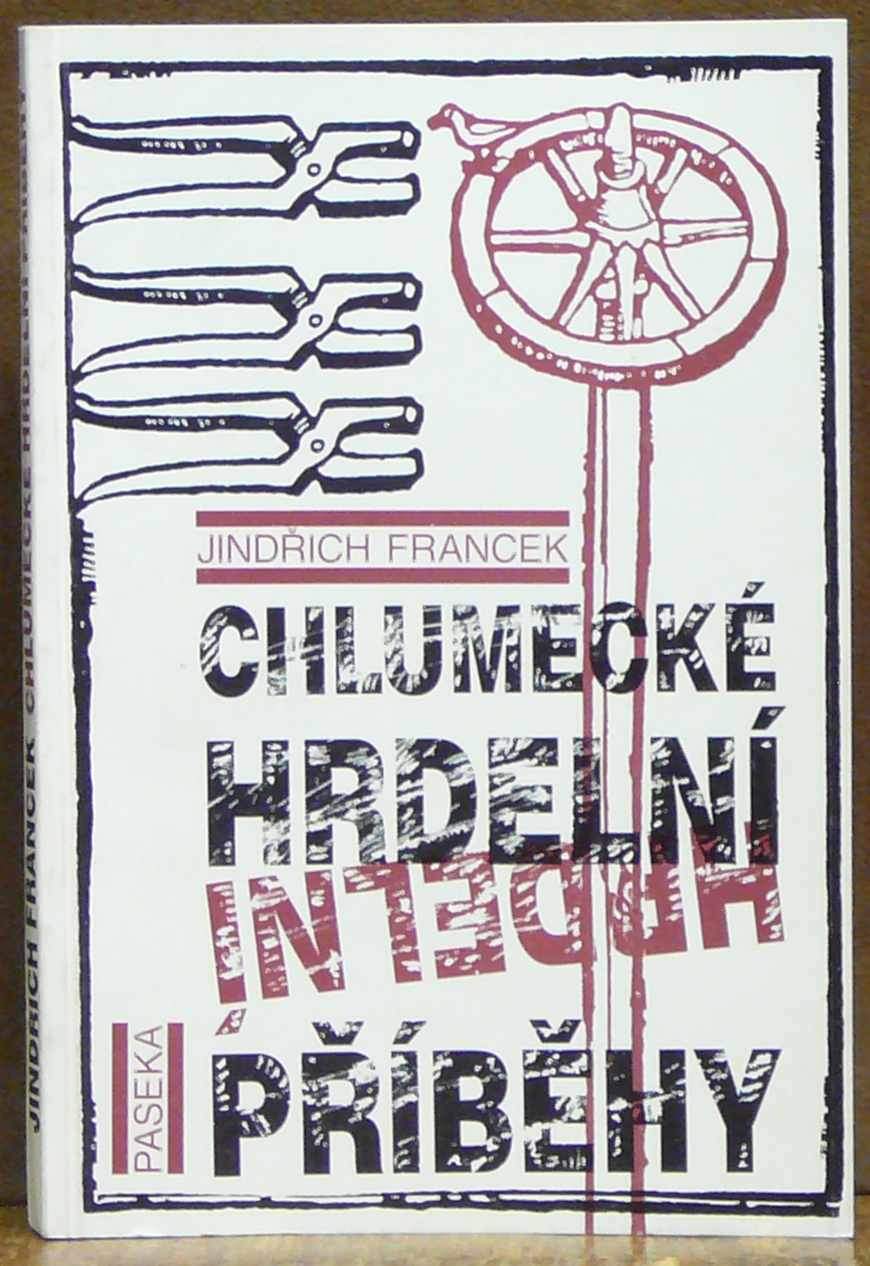 JINDŘICH FRANCEK
CHLUMECKÉ
HRDELNÍ
HRDELNÍ
PŘÍBĚHY
PASEKA
JINDŘICH FRANCEK CHLUMECKÉ HRDELNÍ PŘÍBĚHY